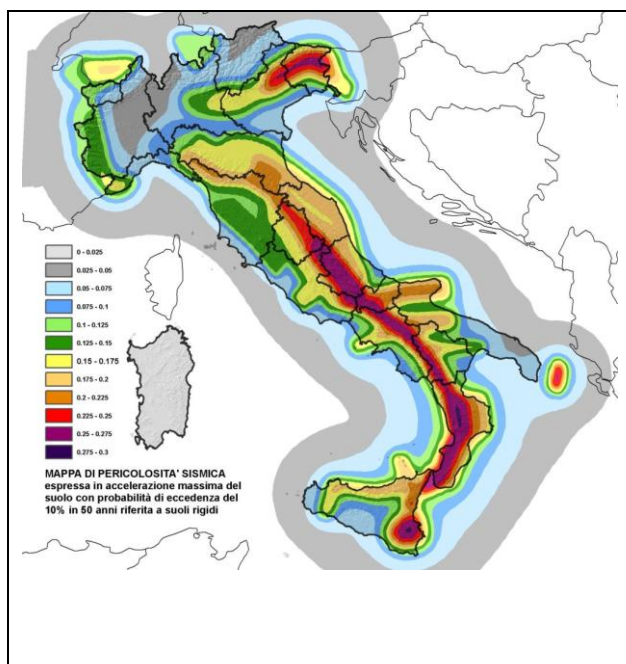 0 - 0.025
0.025 - 0.05
0.05 - 0.075
0.075 - 0.1
0.1 - 0.125
0.125 - 0.15
0.15 - 0.175
0.175 - 0.2
0.2 - 0.225
0.225 - 0.25
0.25 - 0.275
0.275 - 0.3
MAPPA DI PERICOLOSITA' SISMICA
espressa in accelerazione massima del
suolo con probabilità di eccedenza del
10% in 50 anni riferita a suoli rigidi